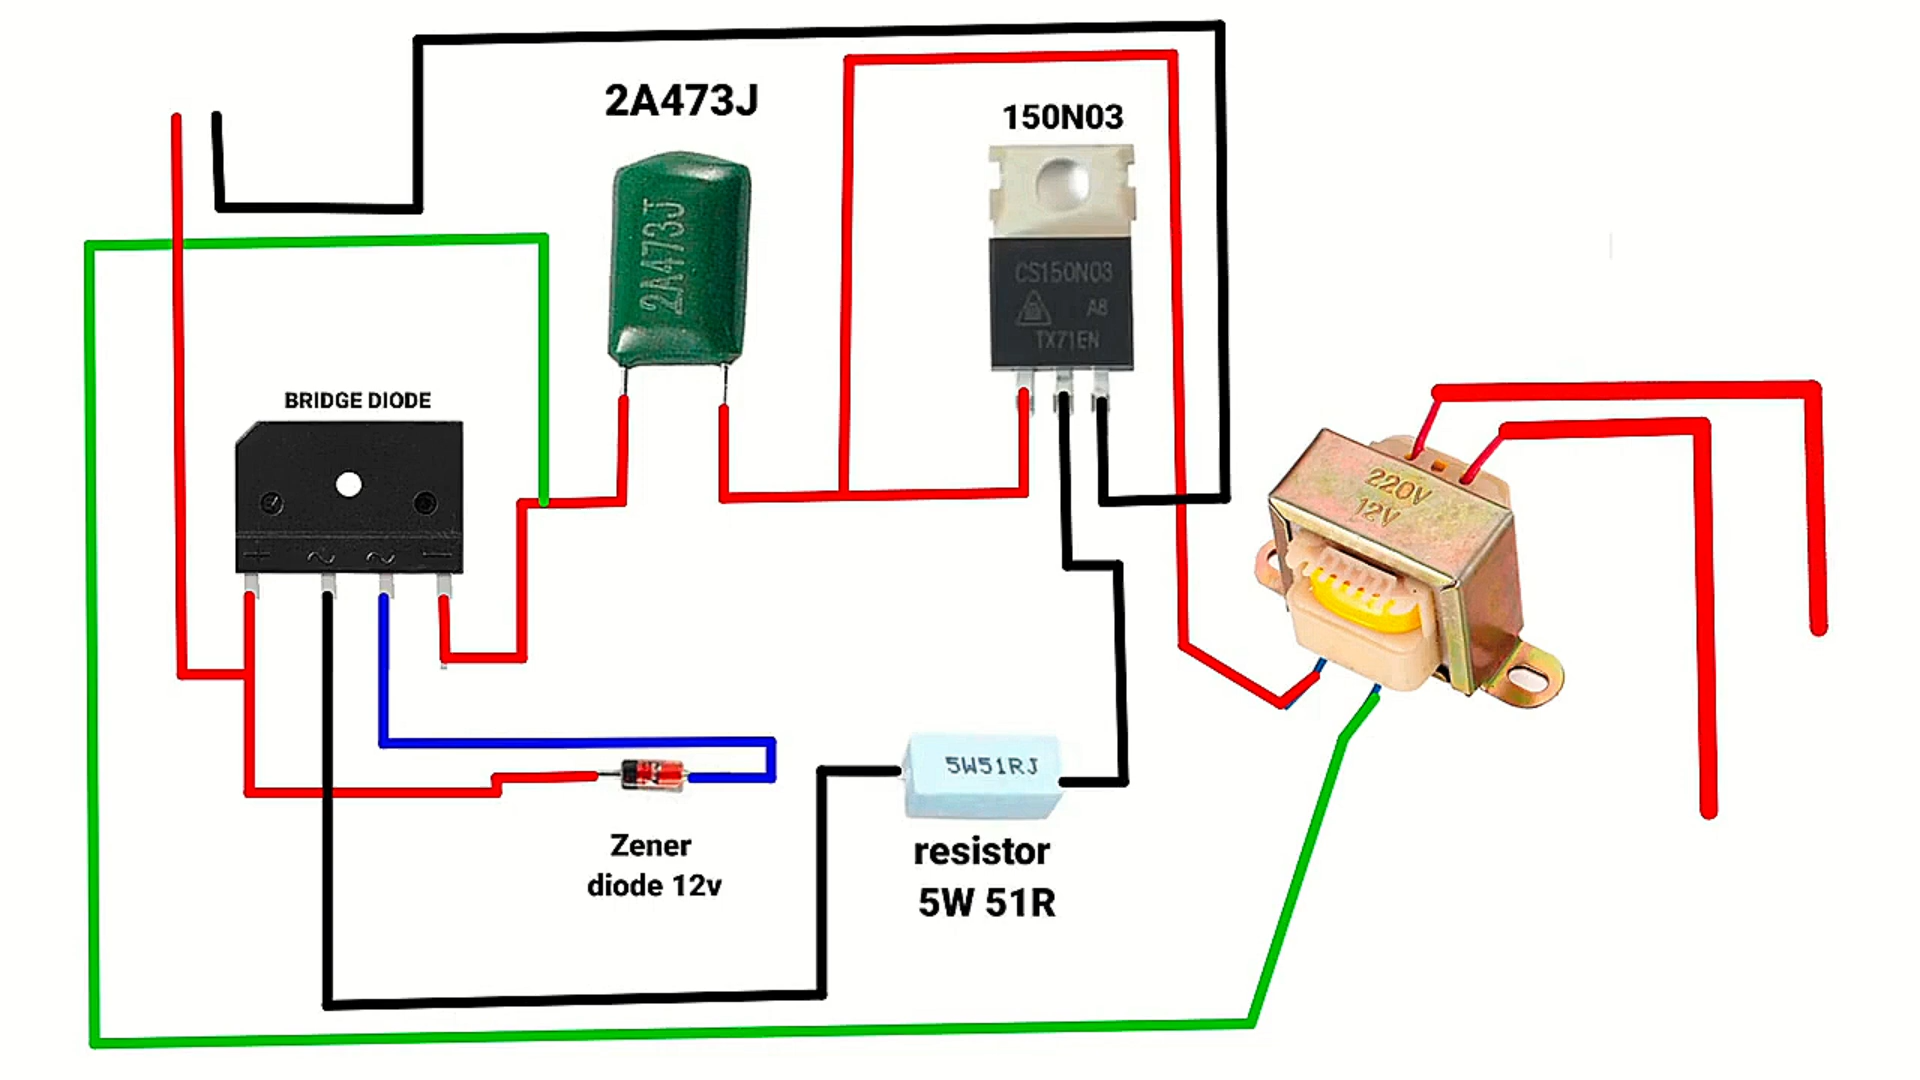 2A473J
150N03
2A473J
CS150N03
A8
TX71EN
BRIDGE DIODE
220V
12V
5W51RJ
Zener
diode 12v
resistor
5W 51R